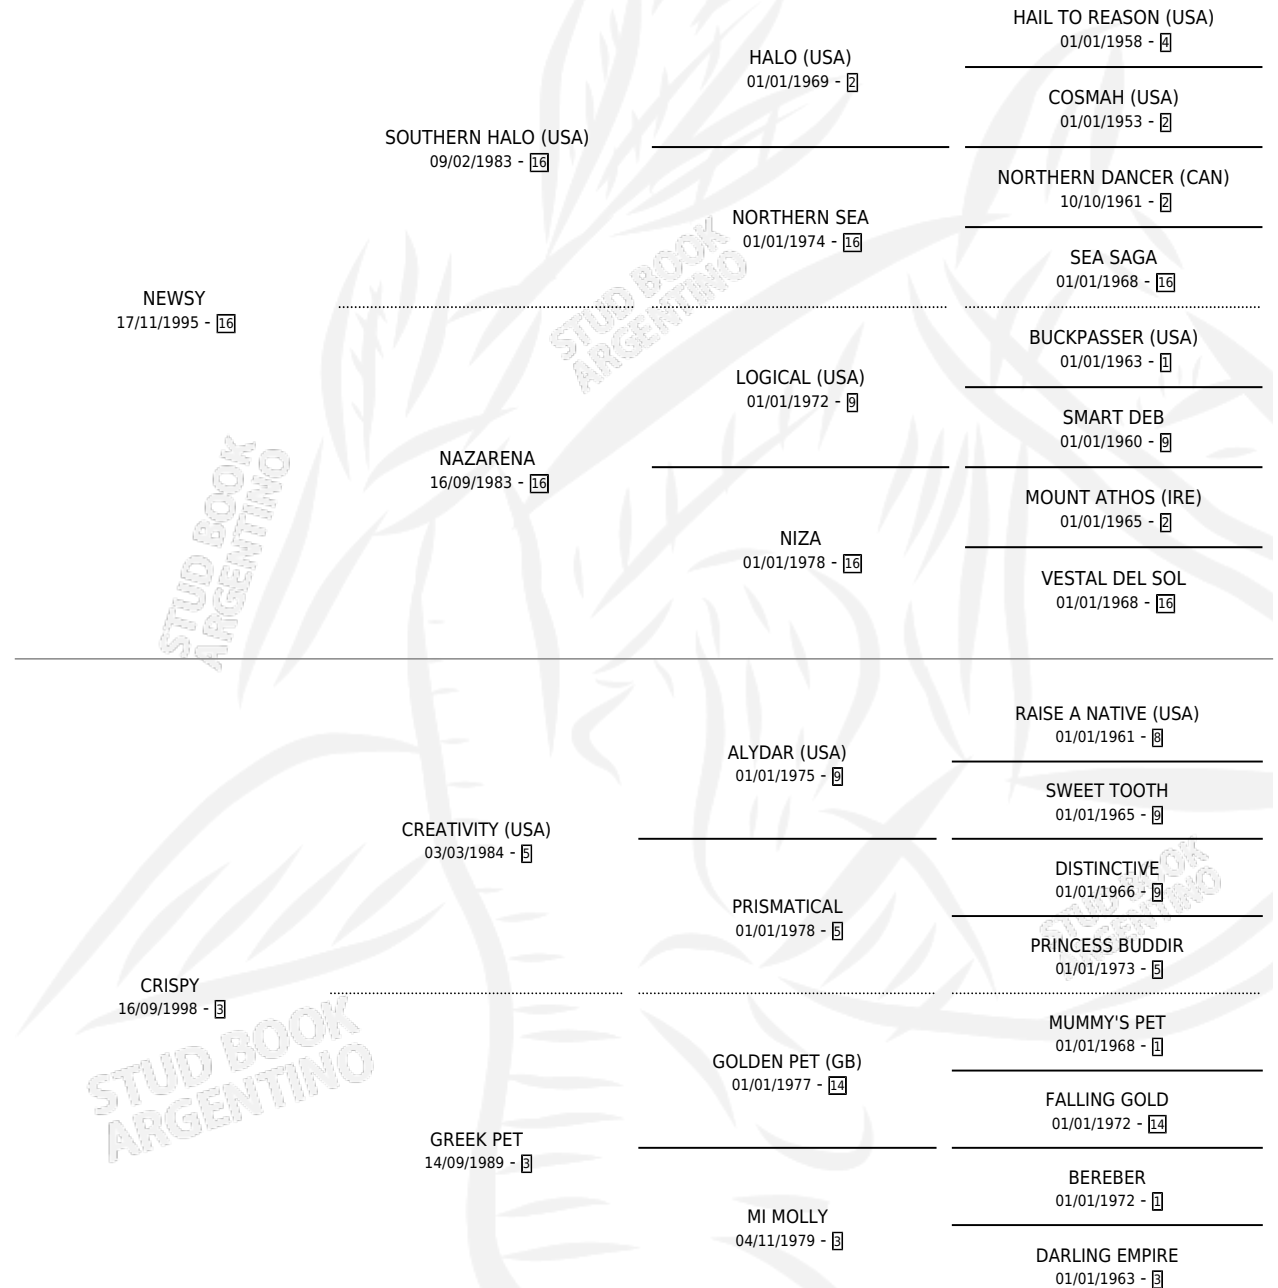 HAIL TO REASON (USA)
01/01/1958 - 4
HALO (USA)
01/01/1969 - 2
COSMAH (USA)
01/01/1953 - 2
SOUTHERN HALO (USA)
09/02/1983 - 16
NORTHERN DANCER (CAN)
10/10/1961 - 2
NORTHERN SEA
01/01/1974 - 16
SEA SAGA
01/01/1968 - 16
STUD BOOK
ARGENTINO
NEWSY
17/11/1995 - 16
BUCKPASSER (USA)
01/01/1963 - 1
LOGICAL (USA)
01/01/1972 - 9
SMART DEB
01/01/1960 - 9
NAZARENA
16/09/1983 - 16
MOUNT ATHOS (IRE)
01/01/1965 - 2
NIZA
01/01/1978 - 16
VESTAL DEL SOL
01/01/1968 - 16
STUD BOOK
ARGENTINO
RAISE A NATIVE (USA)
01/01/1961 - 8
ALYDAR (USA)
01/01/1975 - 9
SWEET TOOTH
01/01/1965 - 9
CREATIVITY (USA)
03/03/1984 - 5
DISTINCTIVE
01/01/1966 - 9
PRISMATICAL
01/01/1978 - 5
PRINCESS BUDDIR
01/01/1973 - 5
STUD BOOK
ARGENTINO
CRISPY
16/09/1998 - 3
MUMMY'S PET
01/01/1968 - 1
GOLDEN PET (GB)
01/01/1977 - 14
FALLING GOLD
01/01/1972 - 14
STUD BOOK
ARGENTINO
GREEK PET
14/09/1989 - 3
BEREBER
01/01/1972 - 1
MI MOLLY
04/11/1979 - 3
DARLING EMPIRE
01/01/1963 - 3